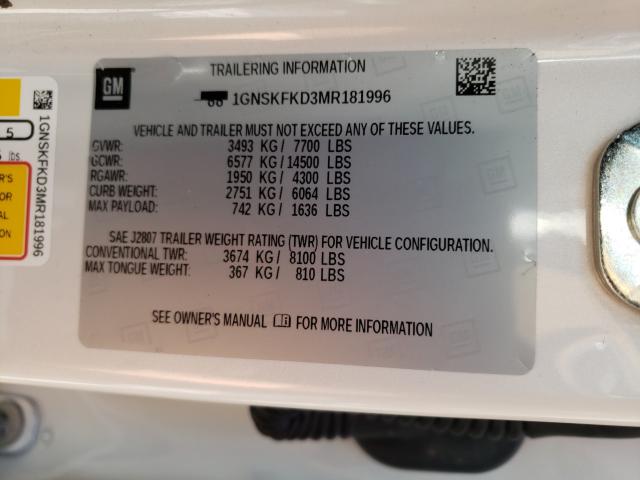 GM
TRAILERING INFORMATION
1GNSKFKD3MR181996
VEHICLE AND TRAILER MUST NOT EXCEED ANY OF THESE VALUES.
GVWR: 3493 KG / 7700 LBS
GCWR: 6577 KG / 14500 LBS
RGAWR: 1950 KG / 4300 LBS
CURB WEIGHT: 2751 KG / 6064 LBS
MAX PAYLOAD: 742 KG / 1636 LBS
SAE J2807 TRAILER WEIGHT RATING (TWR) FOR VEHICLE CONFIGURATION.
CONVENTIONAL TWR: 3674 KG / 8100 LBS
MAX TONGUE WEIGHT: 367 KG / 810 LBS
SEE OWNER'S MANUAL FOR MORE INFORMATION
1GNSKFKD3MR181996
5
lbs